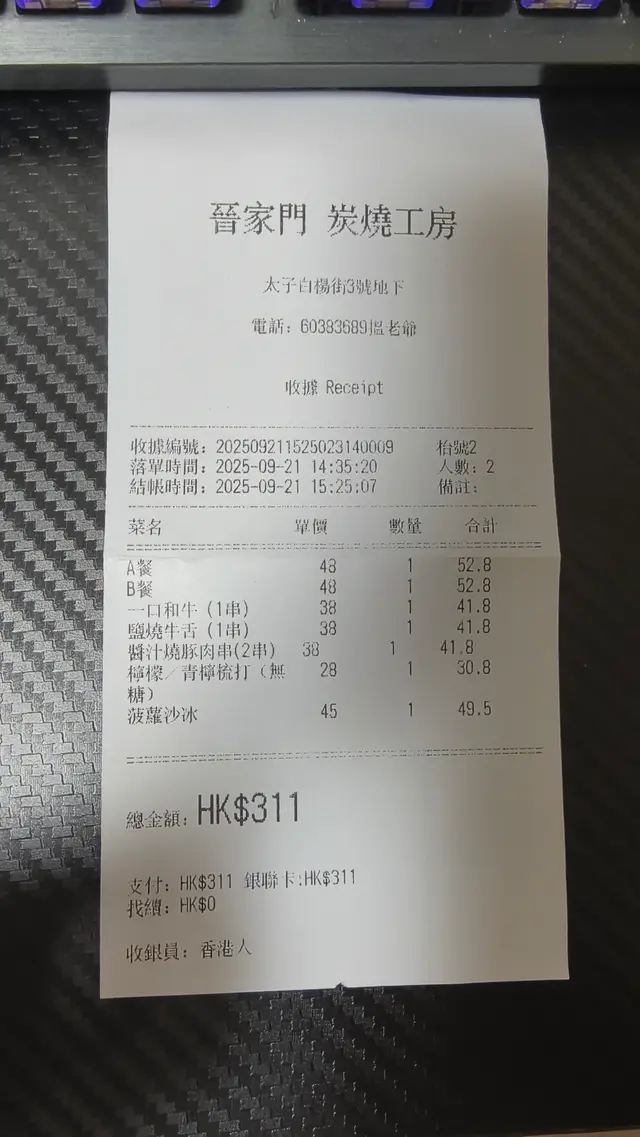 晉家門 炭燒工房
太子白楊街3號地下
電話：60383689搵老爺
收據 Receipt
收據編號：202509211525023140009 枱號2
落單時間：2025-09-21 14:35:20 人數：2
結帳時間：2025-09-21 15:25:07 備註：
菜名 單價 數量 合計
A餐 48 1 52.8
B餐 48 1 52.8
一口和牛（1串） 38 1 41.8
鹽燒牛舌（1串） 38 1 41.8
醬汁燒豚肉串(2串) 38 1 41.8
檸檬／青檸梳打（無 28 1 30.8
糖）
菠蘿沙冰 45 1 49.5
總金額：HK$311
支付：HK$311 銀聯卡:HK$311
找續：HK$0
收銀員：香港人